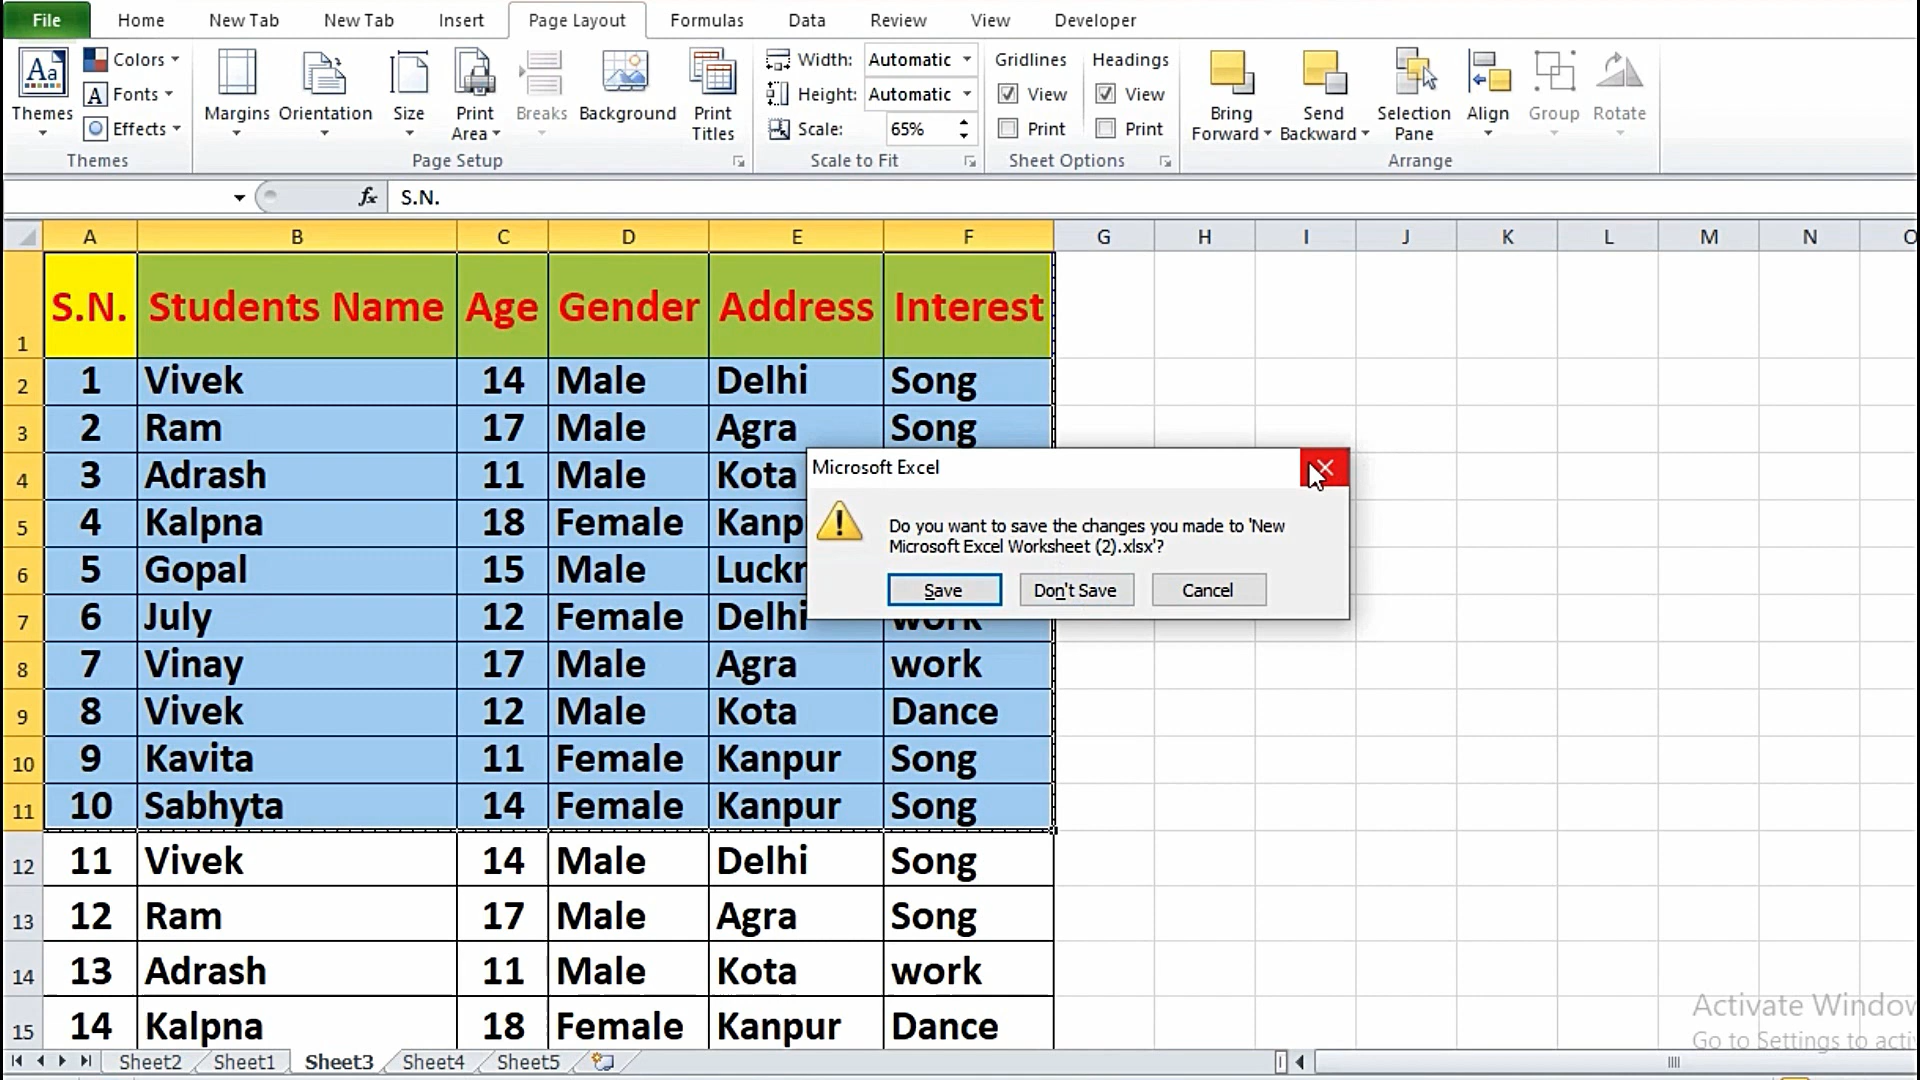 File Home New Tab New Tab Insert Page Layout Formulas Data Review View Developer
Aa Colors Width: Automatic Gridlines Headings
A Fonts Height: Automatic View View
Themes Effects Margins Orientation Size Print Area Breaks Background Print Titles Scale: 65% Print Print Bring Forward Send Backward Selection Pane Align Group Rotate
Themes Page Setup Scale to Fit Sheet Options Arrange
fx S.N.
A B C D E F G H I J K L M N O
1 S.N. Students Name Age Gender Address Interest
2 1 Vivek 14 Male Delhi Song
3 2 Ram 17 Male Agra Song
4 3 Adrash 11 Male Kota
5 4 Kalpna 18 Female
6 5 Gopal 15 Male
7 6 July 12 Female Delhi work
8 7 Vinay 17 Male Agra work
9 8 Vivek 12 Male Kota Dance
10 9 Kavita 11 Female Kanpur Song
11 10 Sabhyta 14 Female Kanpur Song
12 11 Vivek 14 Male Delhi Song
13 12 Ram 17 Male Agra Song
14 13 Adrash 11 Male Kota work
15 14 Kalpna 18 Female Kanpur Dance
Microsoft Excel
Do you want to save the changes you made to 'New
Microsoft Excel Worksheet (2).xlsx'?
Save Don't Save Cancel
Activate Window
Go to Settings to acti
Sheet2 Sheet1 Sheet3 Sheet4 Sheet5